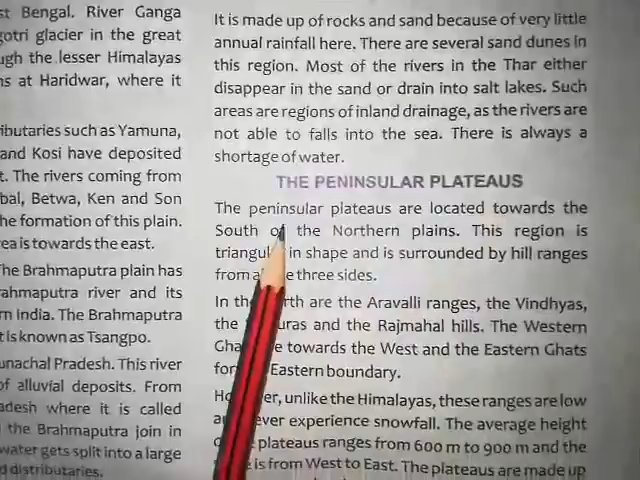 st Bengal. River Ganga
gotri glacier in the great
ugh the lesser Himalayas
ns at Haridwar, where it
ibutaries such as Yamuna,
and Kosi have deposited
t. The rivers coming from
bal, Betwa, Ken and Son
he formation of this plain.
ea is towards the east.
The Brahmaputra plain has
ahmaputra river and its
rn India. The Brahmaputra
t is known as Tsangpo.
unachal Pradesh. This river
of alluvial deposits. From
adesh where it is called
the Brahmaputra join in
water gets split into a large
d distributaries.
It is made up of rocks and sand because of very little
annual rainfall here. There are several sand dunes in
this region. Most of the rivers in the Thar either
disappear in the sand or drain into salt lakes. Such
areas are regions of inland drainage, as the rivers are
not able to falls into the sea. There is always a
shortage of water.
THE PENINSULAR PLATEAUS
The peninsular plateaus are located towards the
South of the Northern plains. This region is
triangul in shape and is surrounded by hill ranges
from a e three sides.
In th rth are the Aravalli ranges, the Vindhyas,
the uras and the Rajmahal hills. The Western
Gha e towards the West and the Eastern Ghats
for Eastern boundary.
Ho er, unlike the Himalayas, these ranges are low
a ever experience snowfall. The average height
plateau ranges from 600 m to 900 m and the
is from West to East. The plateaus are made up